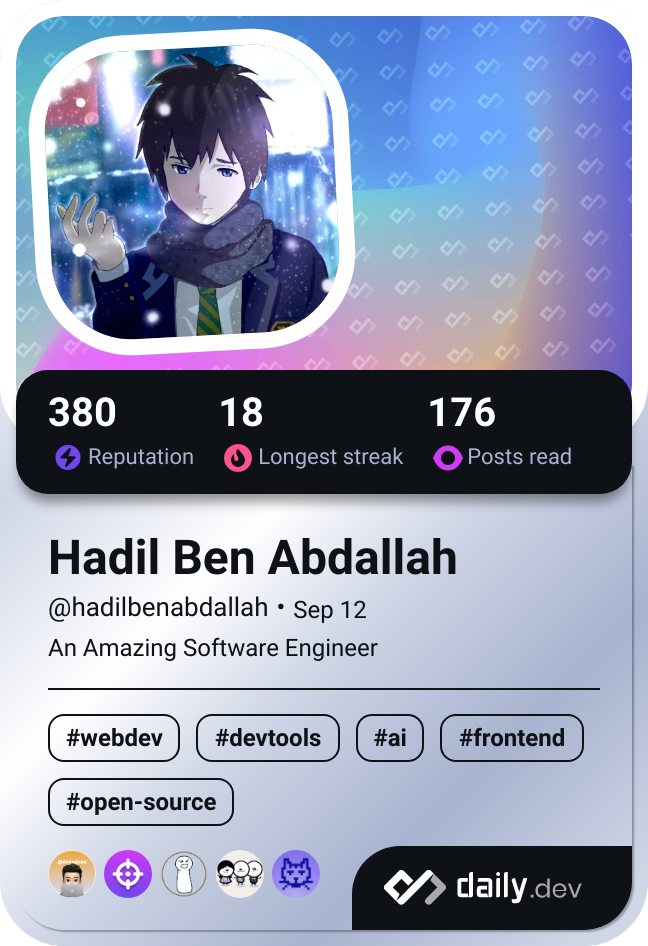 380 18 176
Reputation Longest streak Posts read
Hadil Ben Abdallah
@hadilbenabdallah • Sep 12
An Amazing Software Engineer
#webdev #devtools #ai #frontend
#open-source
daily.dev